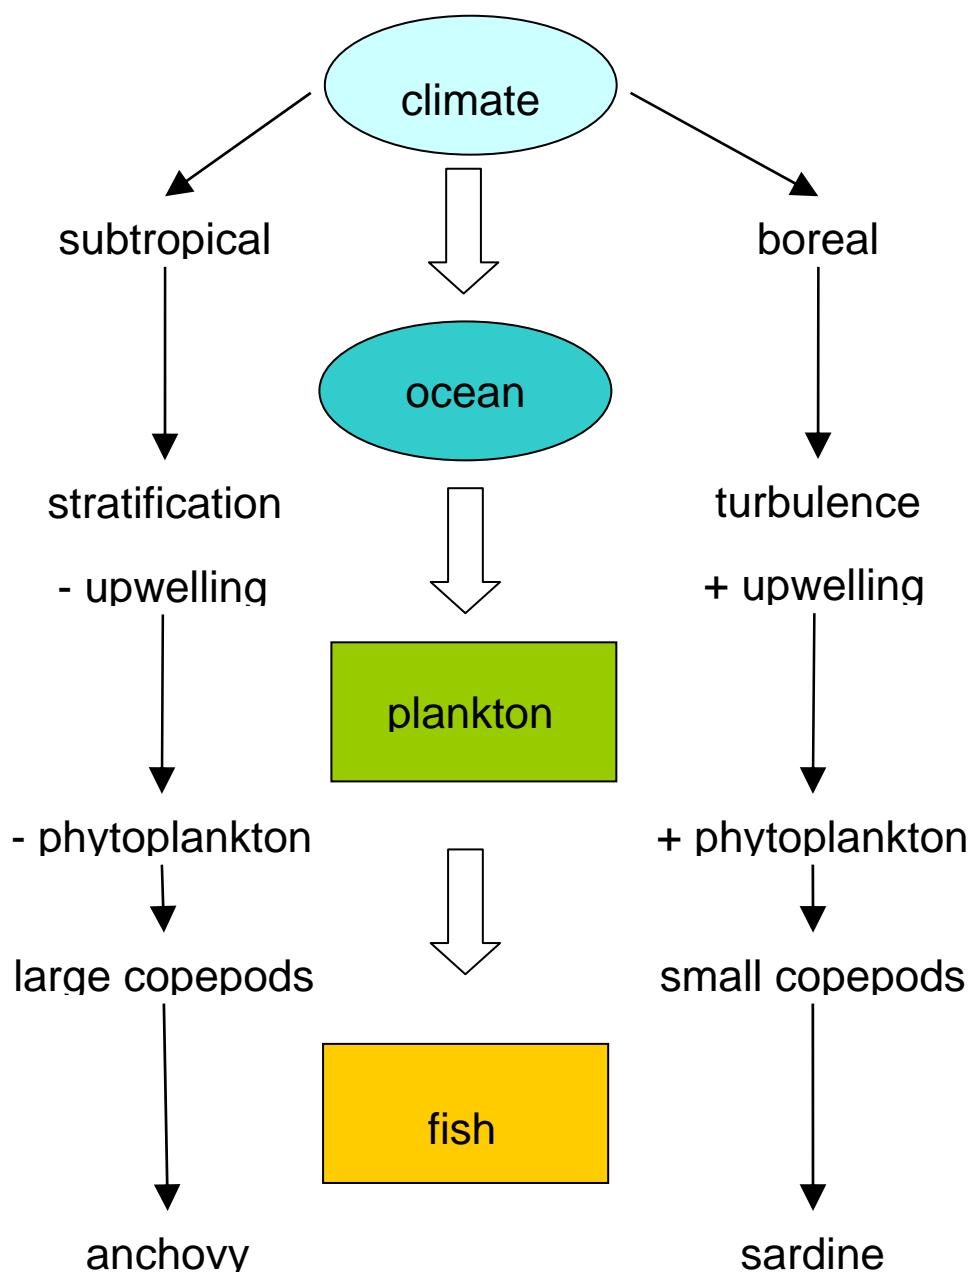 climate
subtropical
boreal
ocean
stratification
turbulence
- upwelling
+ upwelling
plankton
- phytoplankton
+ phytoplankton
large copepods
small copepods
fish
anchovy
sardine